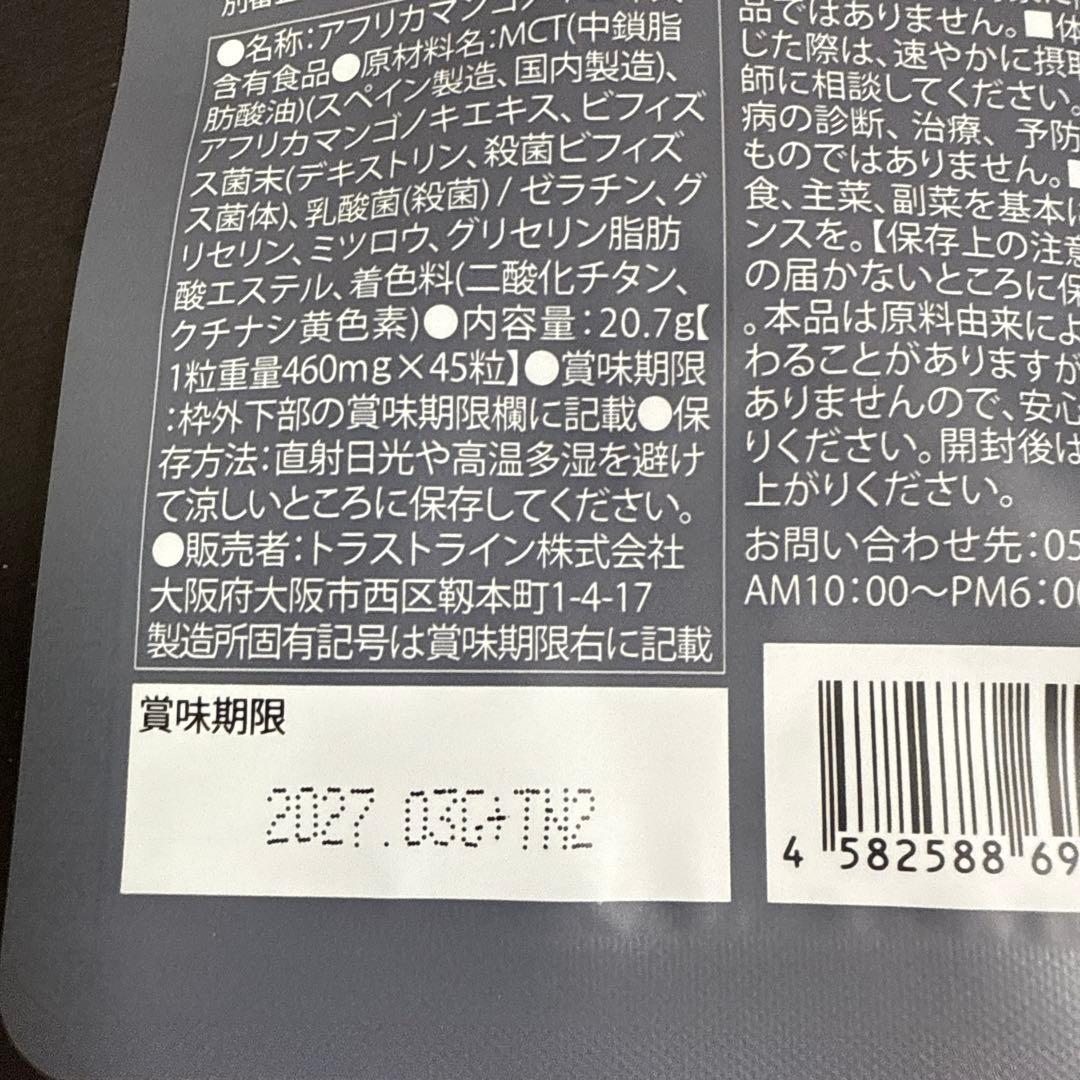 ●名称:アフリカマンゴノキエキス
含有食品●原材料名:MCT(中鎖脂
肪酸油)(スペイン製造、国内製造)、
アフリカマンゴノキエキス、ビフィズ
ス菌末(デキストリン、殺菌ビフィズ
ス菌体)、乳酸菌(殺菌) / ゼラチン、グ
リセリン、ミツロウ、グリセリン脂肪
酸エステル、着色料(二酸化チタン、
クチナシ黄色素)●内容量:20.7g【
1粒重量460mg×45粒】●賞味期限
:枠外下部の賞味期限欄に記載●保
存方法:直射日光や高温多湿を避け
て涼しいところに保存してください。
●販売者:トラストライン株式会社
大阪府大阪市西区靱本町1-4-17
製造所固有記号は賞味期限右に記載
賞味期限
2027.03G+TN2
品ではありません。■体
じた際は、速やかに摂取
師に相談してください。
病の診断、治療、予防
ものではありません。■
食、主菜、副菜を基本に
ンスを。【保存上の注意
の届かないところに保
。本品は原料由来によ
わることがありますが
ありませんので、安心
りください。開封後は
上がりください。
お問い合わせ先:05
AM10:00〜PM6:00
4 582588 69